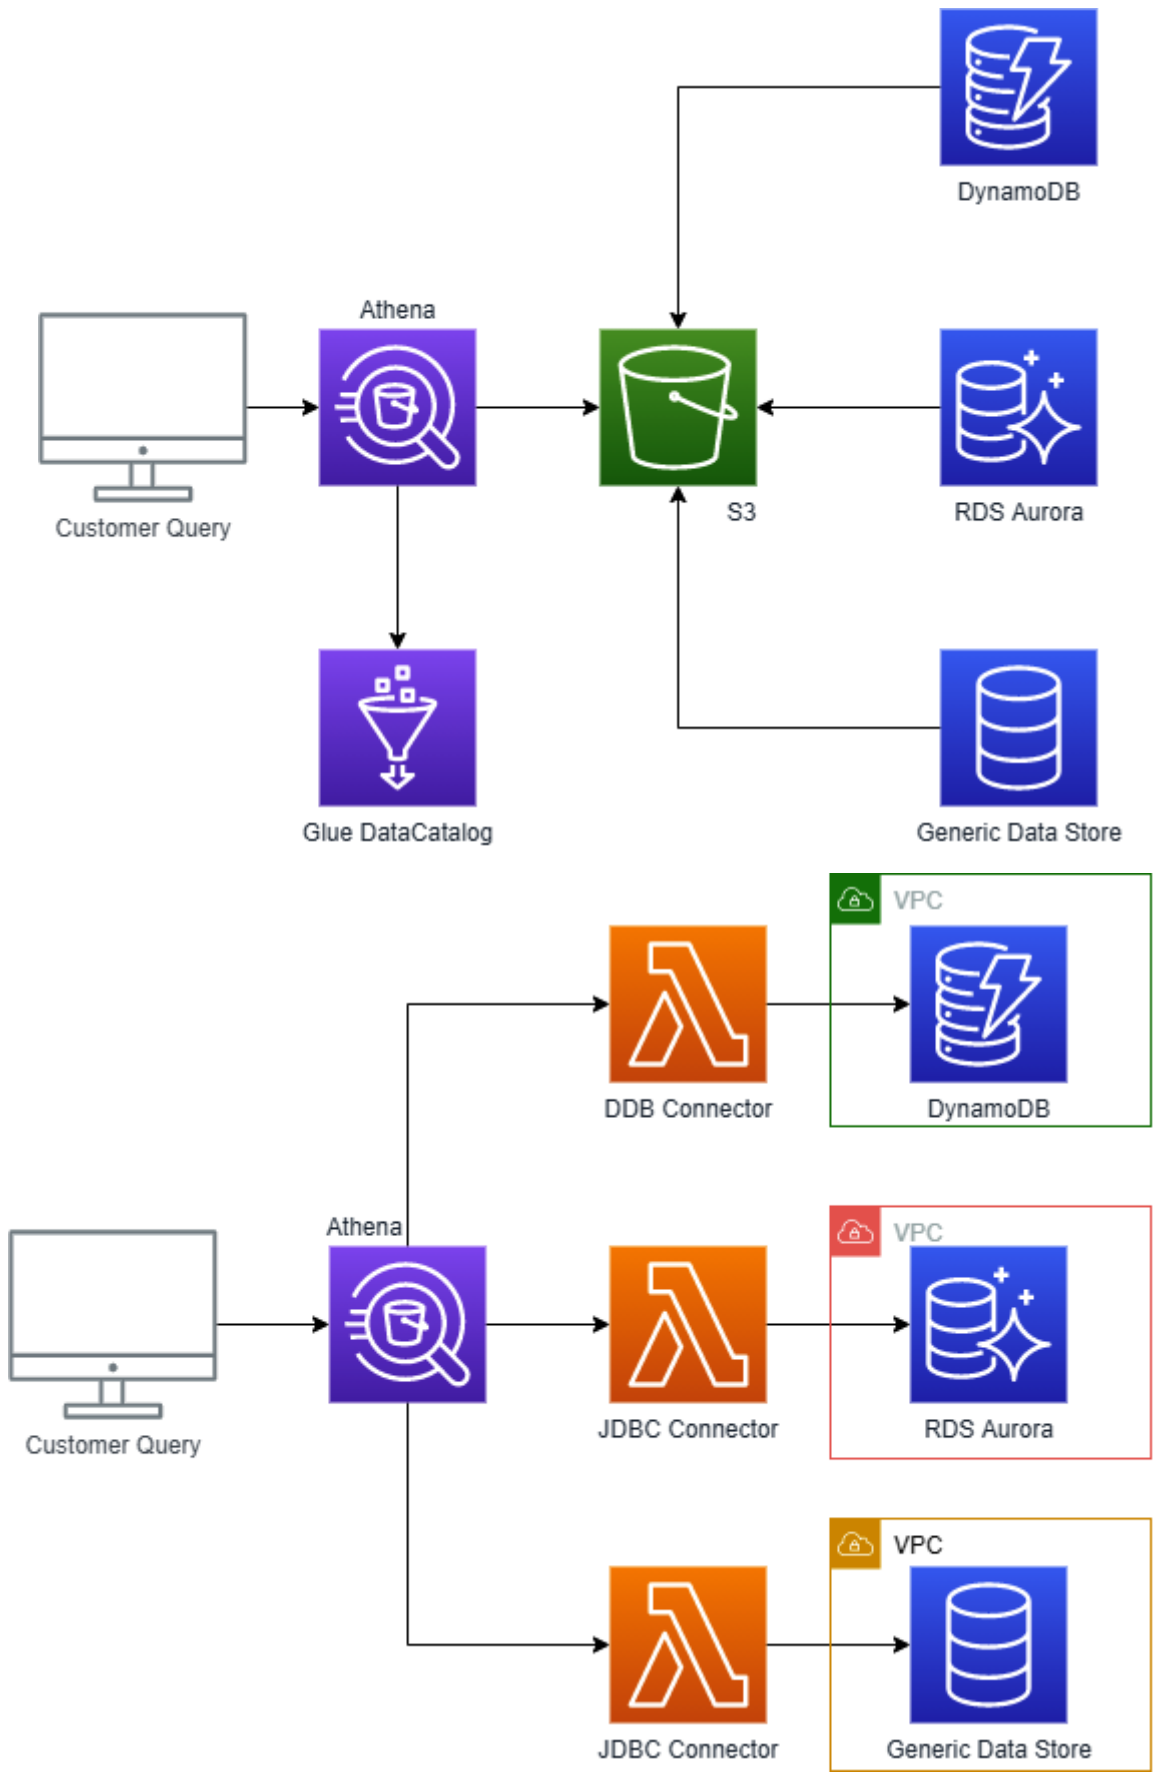 DynamoDB
Athena
Customer Query
S3
RDS Aurora
Glue DataCatalog
Generic Data Store
VPC
DDB Connector
DynamoDB
VPC
Athena
Customer Query
JDBC Connector
RDS Aurora
VPC
JDBC Connector
Generic Data Store